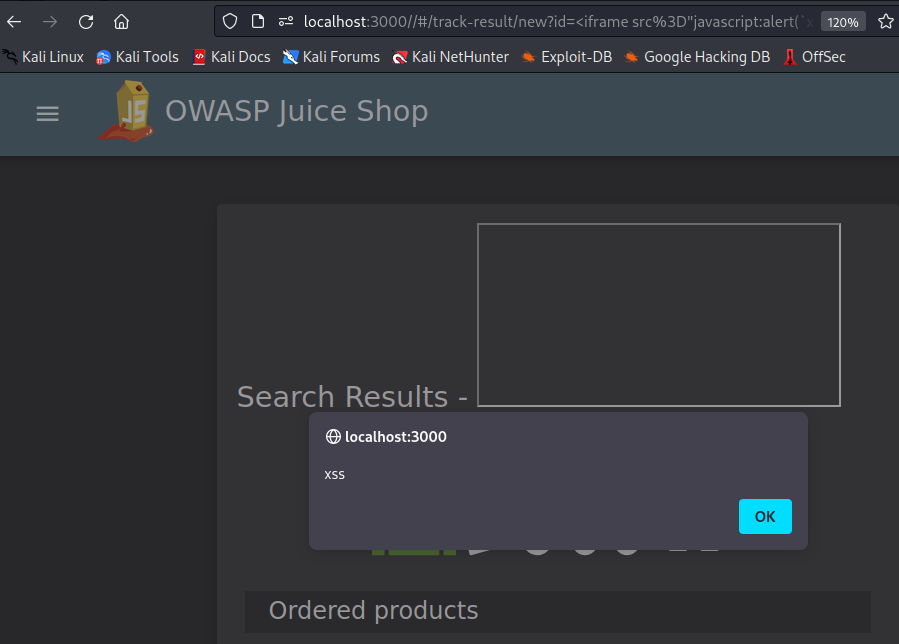 localhost:3000//#/track-result/new?id=<iframe src%3D"javascript:alert(`x 120%
Kali Linux Kali Tools Kali Docs Kali Forums Kali NetHunter Exploit-DB Google Hacking DB OffSec
JS OWASP Juice Shop
Search Results -
localhost:3000
xss
OK
Ordered products